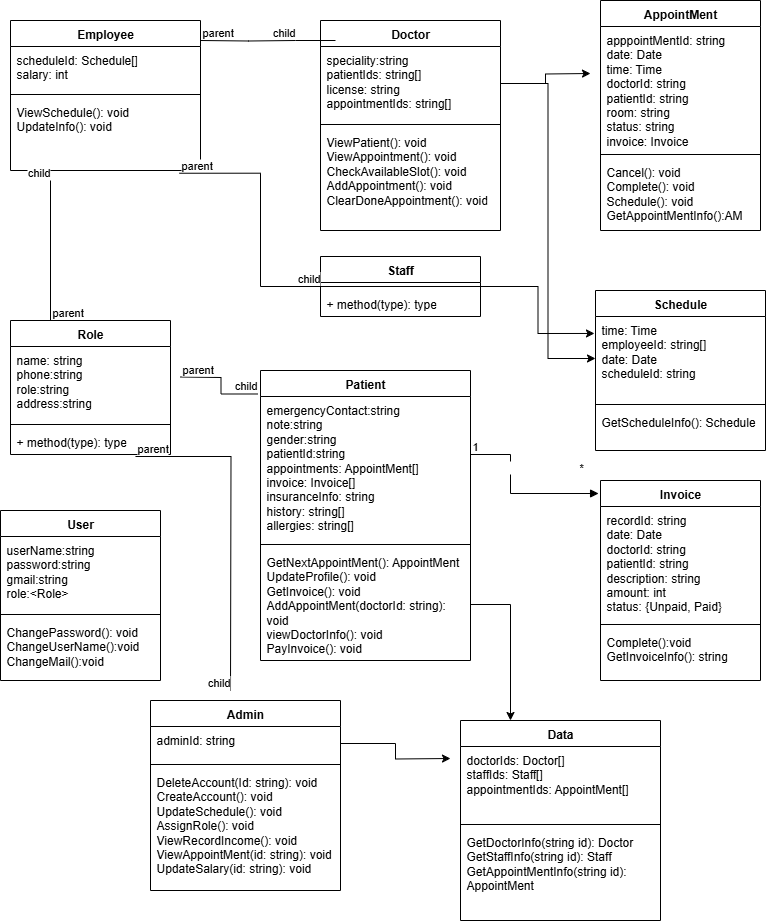 Employee
scheduleId: Schedule[]
salary: int
ViewSchedule(): void
UpdateInfo(): void
parent
child
Doctor
speciality:string
patientIds: string[]
license: string
appointmentIds: string[]
ViewPatient(): void
ViewAppointment(): void
CheckAvailableSlot(): void
AddAppointment(): void
ClearDoneAppointment(): void
AppointMent
apppointMentId: string
date: Date
time: Time
doctorId: string
patientId: string
room: string
status: string
invoice: Invoice
Cancel(): void
Complete(): void
Schedule(): void
GetAppointMentInfo():AM
parent
child
child
Staff
+ method(type): type
Schedule
time: Time
employeeId: string[]
date: Date
scheduleId: string
GetScheduleInfo(): Schedule
parent
Role
name: string
phone:string
role:string
address:string
+ method(type): type
parent
child
parent
Patient
emergencyContact:string
note:string
gender:string
patientId:string
appointments: AppointMent[]
invoice: Invoice[]
insuranceInfo: string
history: string[]
allergies: string[]
GetNextAppointMent(): AppointMent
UpdateProfile(): void
GetInvoice(): void
AddAppointMent(doctorId: string):
void
viewDoctorInfo(): void
PayInvoice(): void
1
*
Invoice
recordId: string
date: Date
doctorId: string
patientId: string
description: string
amount: int
status: {Unpaid, Paid}
Complete():void
GetInvoiceInfo(): string
User
userName:string
password:string
gmail:string
role:<Role>
ChangePassword(): void
ChangeUserName():void
ChangeMail():void
child
Admin
adminId: string
DeleteAccount(Id: string): void
CreateAccount(): void
UpdateSchedule(): void
AssignRole(): void
ViewRecordIncome(): void
ViewAppointMent(id: string): void
UpdateSalary(id: string): void
Data
doctorIds: Doctor[]
staffIds: Staff[]
appointmentIds: AppointMent[]
GetDoctorInfo(string id): Doctor
GetStaffInfo(string id): Staff
GetAppointMentInfo(string id):
AppointMent